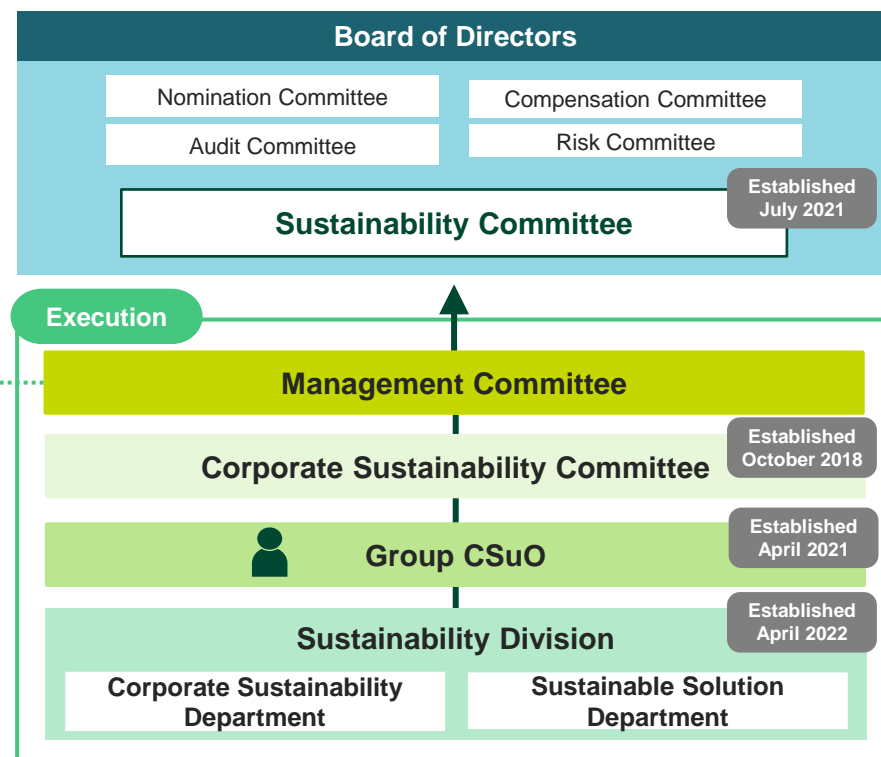 Board of Directors
Nomination Committee
Compensation Committee
Audit Committee
Risk Committee
Established
July 2021
Sustainability Committee
Execution
Management Committee
Established
October 2018
Corporate Sustainability Committee
Established
April 2021
Group CSuO
Established
April 2022
Sustainability Division
Corporate Sustainability
Department
Sustainable Solution
Department